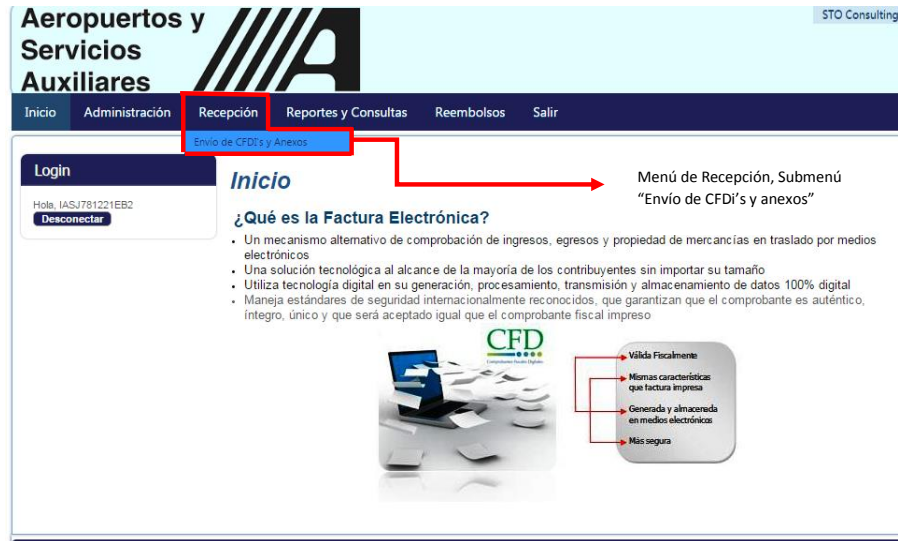 Aeropuertos y
Servicios
Auxiliares
STO Consulting
Inicio Administración Recepción Reportes y Consultas Reembolsos Salir
Envío de CFDI's y Anexos
Login
Hola, IASJ781221EB2
Desconectar
Menú de Recepción, Submenú
“Envío de CFDi’s y anexos”
Inicio
¿Qué es la Factura Electrónica?
• Un mecanismo alternativo de comprobación de ingresos, egresos y propiedad de mercancías en traslado por medios
electrónicos
• Una solución tecnológica al alcance de la mayoría de los contribuyentes sin importar su tamaño
• Utiliza tecnología digital en su generación, procesamiento, transmisión y almacenamiento de datos 100% digital
• Maneja estándares de seguridad internacionalmente reconocidos, que garantizan que el comprobante es auténtico,
íntegro, único y que será aceptado igual que el comprobante fiscal impreso
CFD
Comprobantes Fiscales Digitales
Válida Fiscalmente
Mismas características
que factura impresa
Generada y almacenada
en medios electrónicos
Más segura